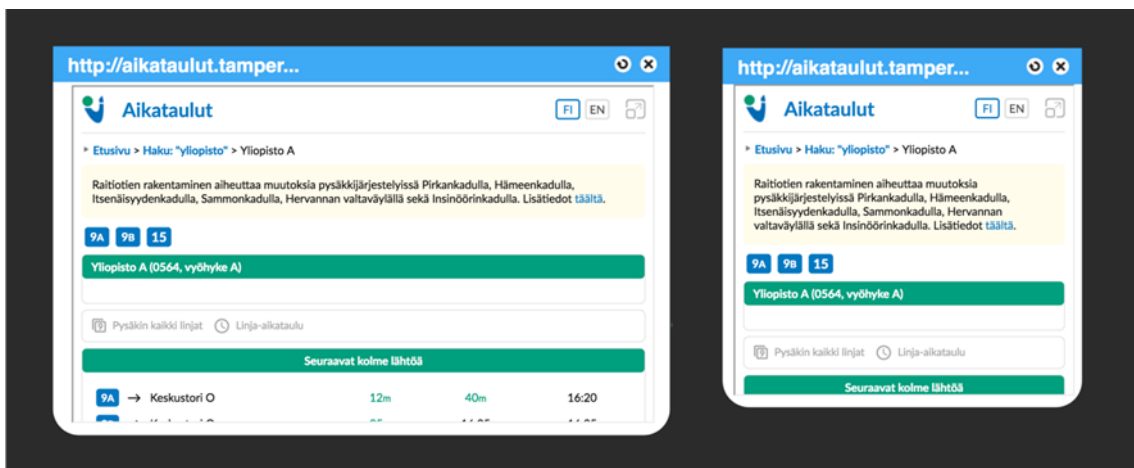 http://aikataulut.tamper...
Aikataulut
FI EN
Etusivu > Haku: "yliopisto" > Yliopisto A
Raitiotien rakentaminen aiheuttaa muutoksia pysäkkijärjestelyissä Pirkankadulla, Hämeenkadulla,
Itsenäisyydenkadulla, Sammonkadulla, Hervannan valtaväylällä sekä Insinöörinkadulla. Lisätiedot täältä.
9A 9B 15
Yliopisto A (0564, vyöhyke A)
Pysäkin kaikki linjat Linja-aikataulu
Seuraavat kolme lähtöä
9A → Keskustori O 12m 40m 16:20
http://aikataulut.tamper...
Aikataulut
FI EN
Etusivu > Haku: "yliopisto" > Yliopisto A
Raitiotien rakentaminen aiheuttaa muutoksia
pysäkkijärjestelyissä Pirkankadulla, Hämeenkadulla,
Itsenäisyydenkadulla, Sammonkadulla, Hervannan
valtaväylällä sekä Insinöörinkadulla. Lisätiedot täältä.
9A 9B 15
Yliopisto A (0564, vyöhyke A)
Pysäkin kaikki linjat Linja-aikataulu
Seuraavat kolme lähtöä